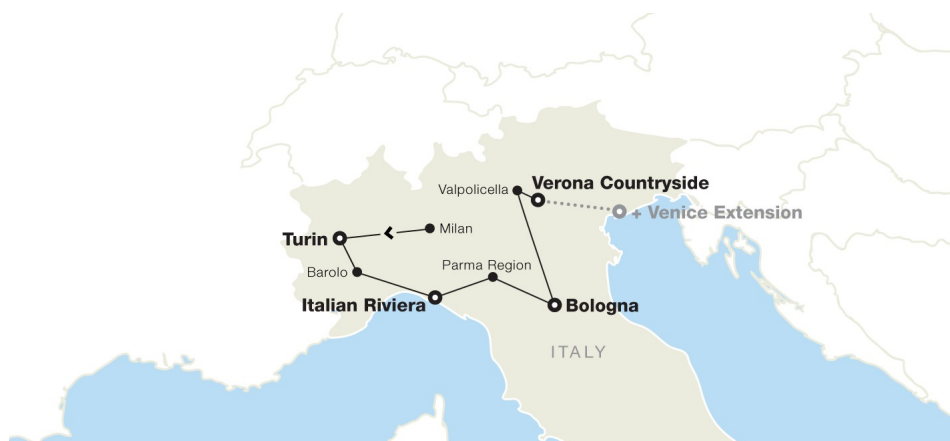 Valpolicella
Verona Countryside
+ Venice Extension
Milan
Turin
Barolo
Parma Region
Italian Riviera
Bologna
ITALY